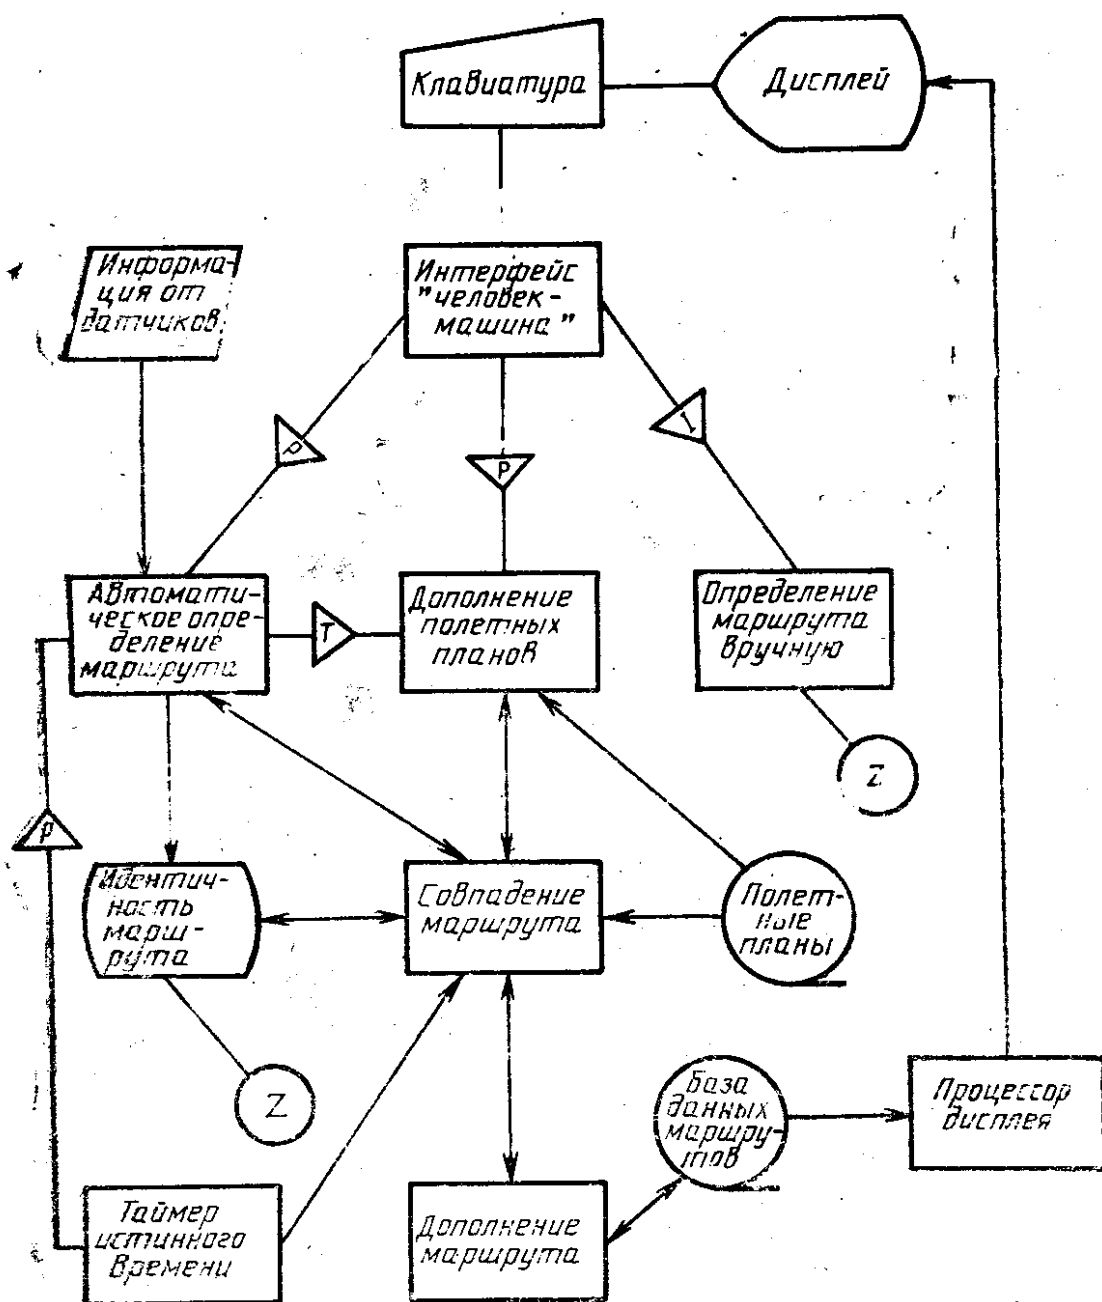 Клавиатура
Дисплей
Информа-
ция от
датчиков
Интерфейс
"человек-
машина"
P
P
I
Автомати-
ческое опре-
деление
маршрута
T
Дополнение
полетных
планов
Определение
маршрута
вручную
Z
P
Идентич-
ность
марш-
рута
Совпадение
маршрута
Полет-
ные
планы
Z
База
данных
маршру-
тов
Процессор
дисплея
Таймер
истинного
времени
Дополнение
маршрута